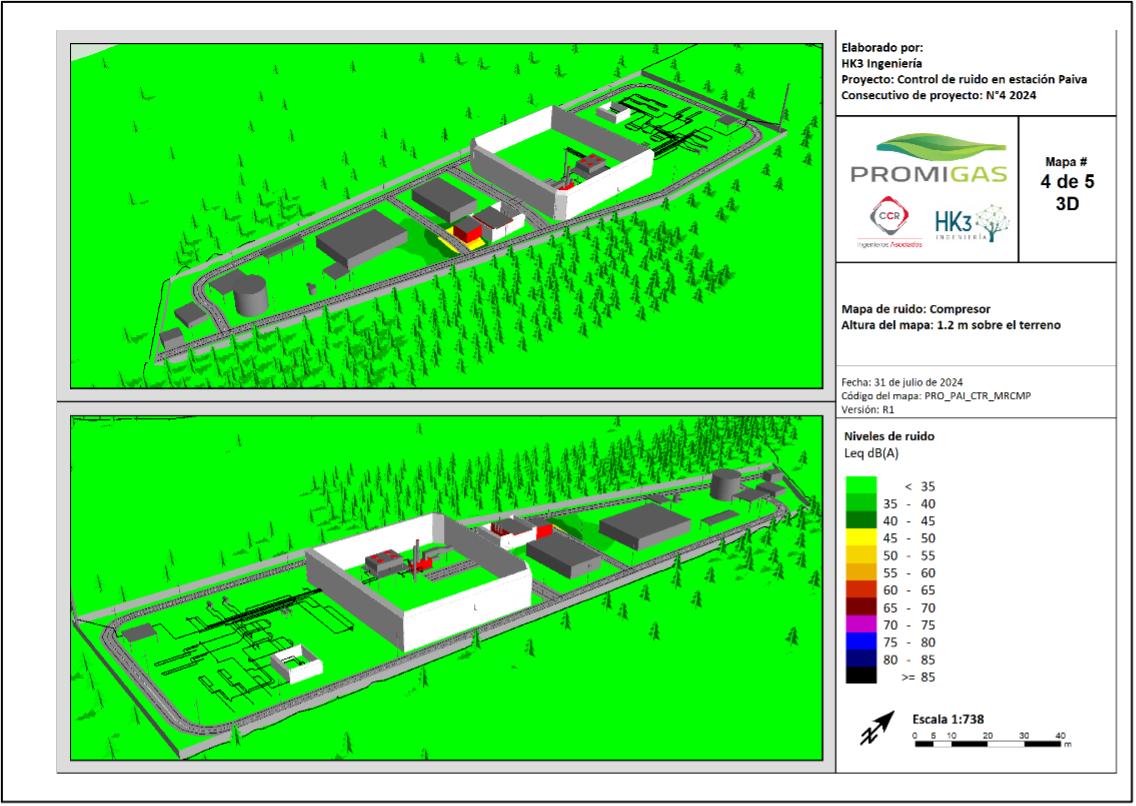 Elaborado por:
HK3 Ingeniería
Proyecto: Control de ruido en estación Paiva
Consecutivo de proyecto: N°4 2024
PROMIGAS
CCR
Ingenieros Asociados
HK3
INGENIERÍA
Mapa #
4 de 5
3D
Mapa de ruido: Compresor
Altura del mapa: 1.2 m sobre el terreno
Fecha: 31 de julio de 2024
Código del mapa: PRO_PAI_CTR_MRCMP
Versión: R1
Niveles de ruido
Leq dB(A)
< 35
35 - 40
40 - 45
45 - 50
50 - 55
55 - 60
60 - 65
65 - 70
70 - 75
75 - 80
80 - 85
>= 85
Escala 1:738
0 5 10 20 30 40
m